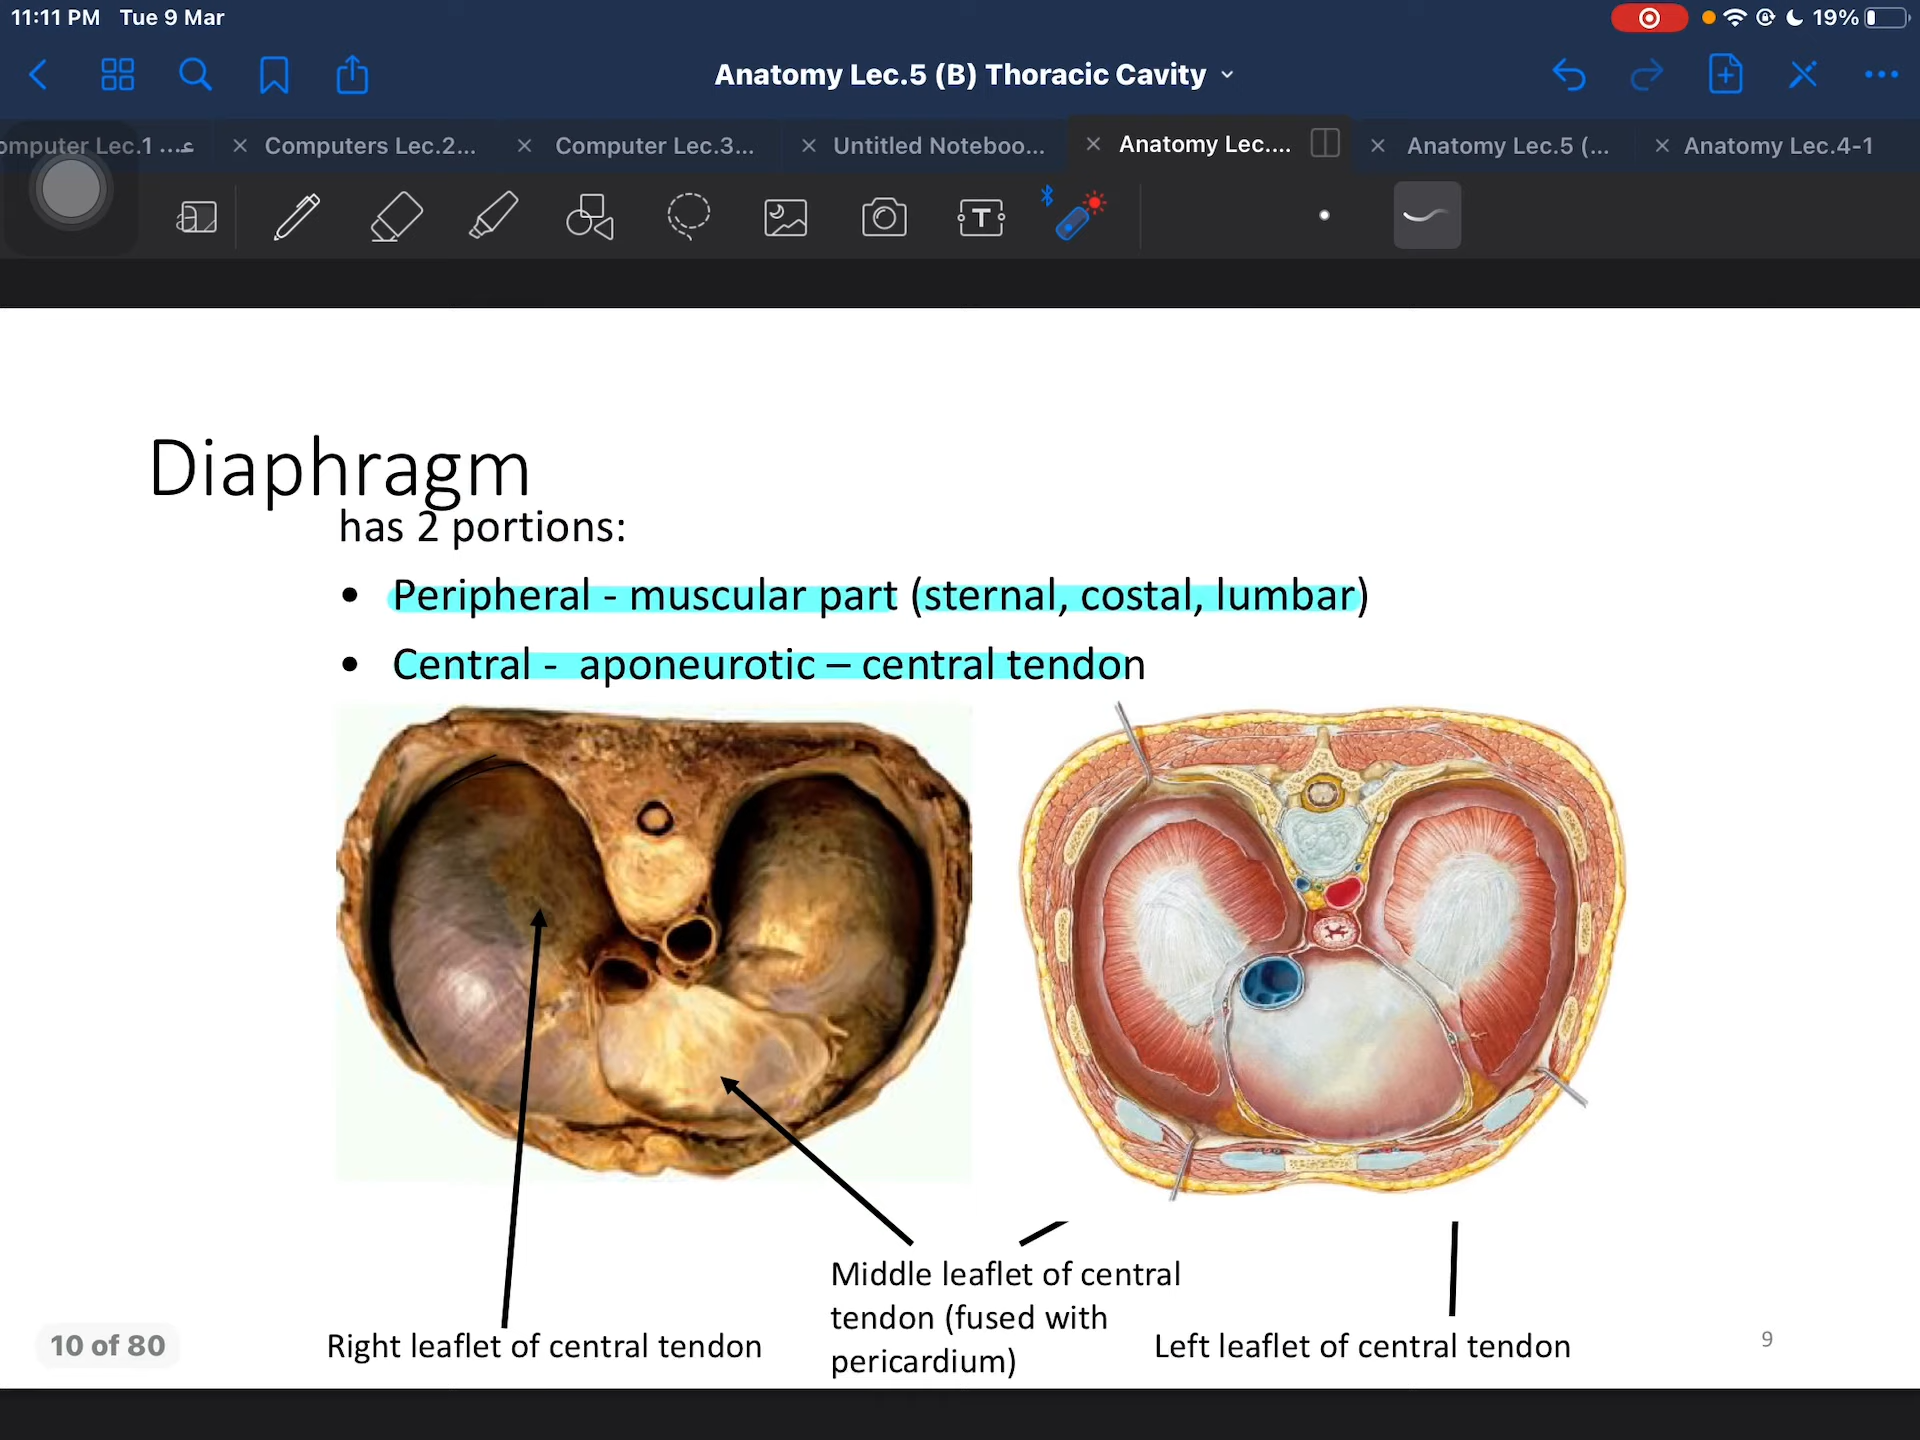 11:11 PM Tue 9 Mar
19%
Anatomy Lec.5 (B) Thoracic Cavity
omputer Lec.1 ...ع
Computers Lec.2...
Computer Lec.3...
Untitled Noteboo...
Anatomy Lec....
Anatomy Lec.5 (...
Anatomy Lec.4-1
Diaphragm
has 2 portions:
• Peripheral - muscular part (sternal, costal, lumbar)
• Central - aponeurotic – central tendon
Middle leaflet of central
tendon (fused with
pericardium)
Right leaflet of central tendon
Left leaflet of central tendon
10 of 80
9